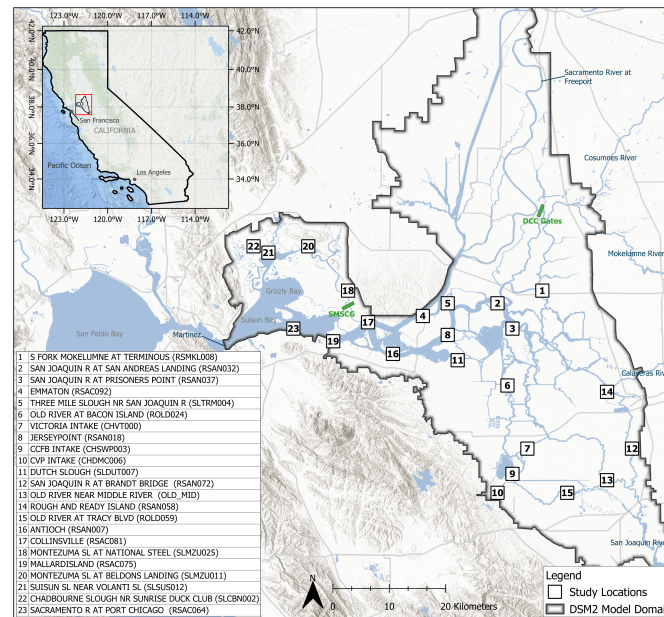 123.0°W 120.0°W 117.0°W 114.0°W
42.0°N
40.0°N
38.0°N
36.0°N
34.0°N
42.0°N
40.0°N
38.0°N
36.0°N
34.0°N
San Francisco
CALIFORNIA
Pacific Ocean
Los Angeles
123.0°W 120.0°W 117.0°W 114.0°W
Sacramento River at
Freeport
Cosumnes River
DCC Gates
Mokelumne River
22
21
20
18
Grizzly Bay
SMSCG
Suisun Bay
San Pablo Bay
Martinez
23
19
17
4
5
2
1
3
8
16
11
Calaveras Riv
6
14
7
12
9
13
10
15
San Joaquin Riv
1 S FORK MOKELUMNE AT TERMINOUS (RSMKL008)
2 SAN JOAQUIN R AT SAN ANDREAS LANDING (RSAN032)
3 SAN JOAQUIN R AT PRISONERS POINT (RSAN037)
4 EMMATON (RSAC092)
5 THREE MILE SLOUGH NR SAN JOAQUIN R (SLTRM004)
6 OLD RIVER AT BACON ISLAND (ROLD024)
7 VICTORIA INTAKE (CHVT000)
8 JERSEYPOINT (RSAN018)
9 CCFB INTAKE (CHSWP003)
10 CVP INTAKE (CHDMC006)
11 DUTCH SLOUGH (SLDUT007)
12 SAN JOAQUIN R AT BRANDT BRIDGE (RSAN072)
13 OLD RIVER NEAR MIDDLE RIVER (OLD_MID)
14 ROUGH AND READY ISLAND (RSAN058)
15 OLD RIVER AT TRACY BLVD (ROLD059)
16 ANTIOCH (RSAN007)
17 COLLINSVILLE (RSAC081)
18 MONTEZUMA SL AT NATIONAL STEEL (SLMZU025)
19 MALLARDISLAND (RSAC075)
20 MONTEZUMA SL AT BELDONS LANDING (SLMZU011)
21 SUISUN SL NEAR VOLANTI SL (SLSUS012)
22 CHADBOURNE SLOUGH NR SUNRISE DUCK CLUB (SLCBN002)
23 SACRAMENTO R AT PORT CHICAGO (RSAC064)
N
0 10 20 Kilometers
Legend
Study Locations
DSM2 Model Domai